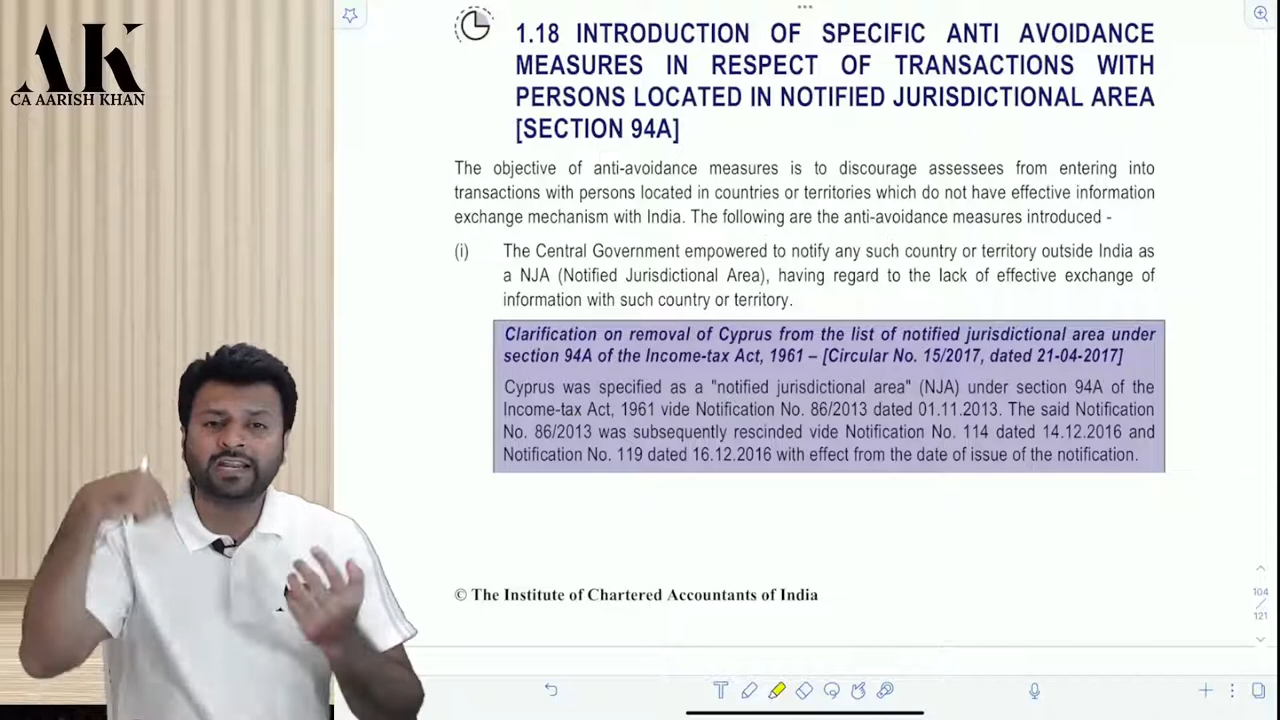 AK
CA AARISH KHAN
1.18 INTRODUCTION OF SPECIFIC ANTI AVOIDANCE
MEASURES IN RESPECT OF TRANSACTIONS WITH
PERSONS LOCATED IN NOTIFIED JURISDICTIONAL AREA
[SECTION 94A]
The objective of anti-avoidance measures is to discourage assessees from entering into
transactions with persons located in countries or territories which do not have effective information
exchange mechanism with India. The following are the anti-avoidance measures introduced -
(i) The Central Government empowered to notify any such country or territory outside India as
a NJA (Notified Jurisdictional Area), having regard to the lack of effective exchange of
information with such country or territory.
Clarification on removal of Cyprus from the list of notified jurisdictional area under
section 94A of the Income-tax Act, 1961 – [Circular No. 15/2017, dated 21-04-2017]
Cyprus was specified as a "notified jurisdictional area" (NJA) under section 94A of the
Income-tax Act, 1961 vide Notification No. 86/2013 dated 01.11.2013. The said Notification
No. 86/2013 was subsequently rescinded vide Notification No. 114 dated 14.12.2016 and
Notification No. 119 dated 16.12.2016 with effect from the date of issue of the notification.
© The Institute of Chartered Accountants of India
104
/
121
T